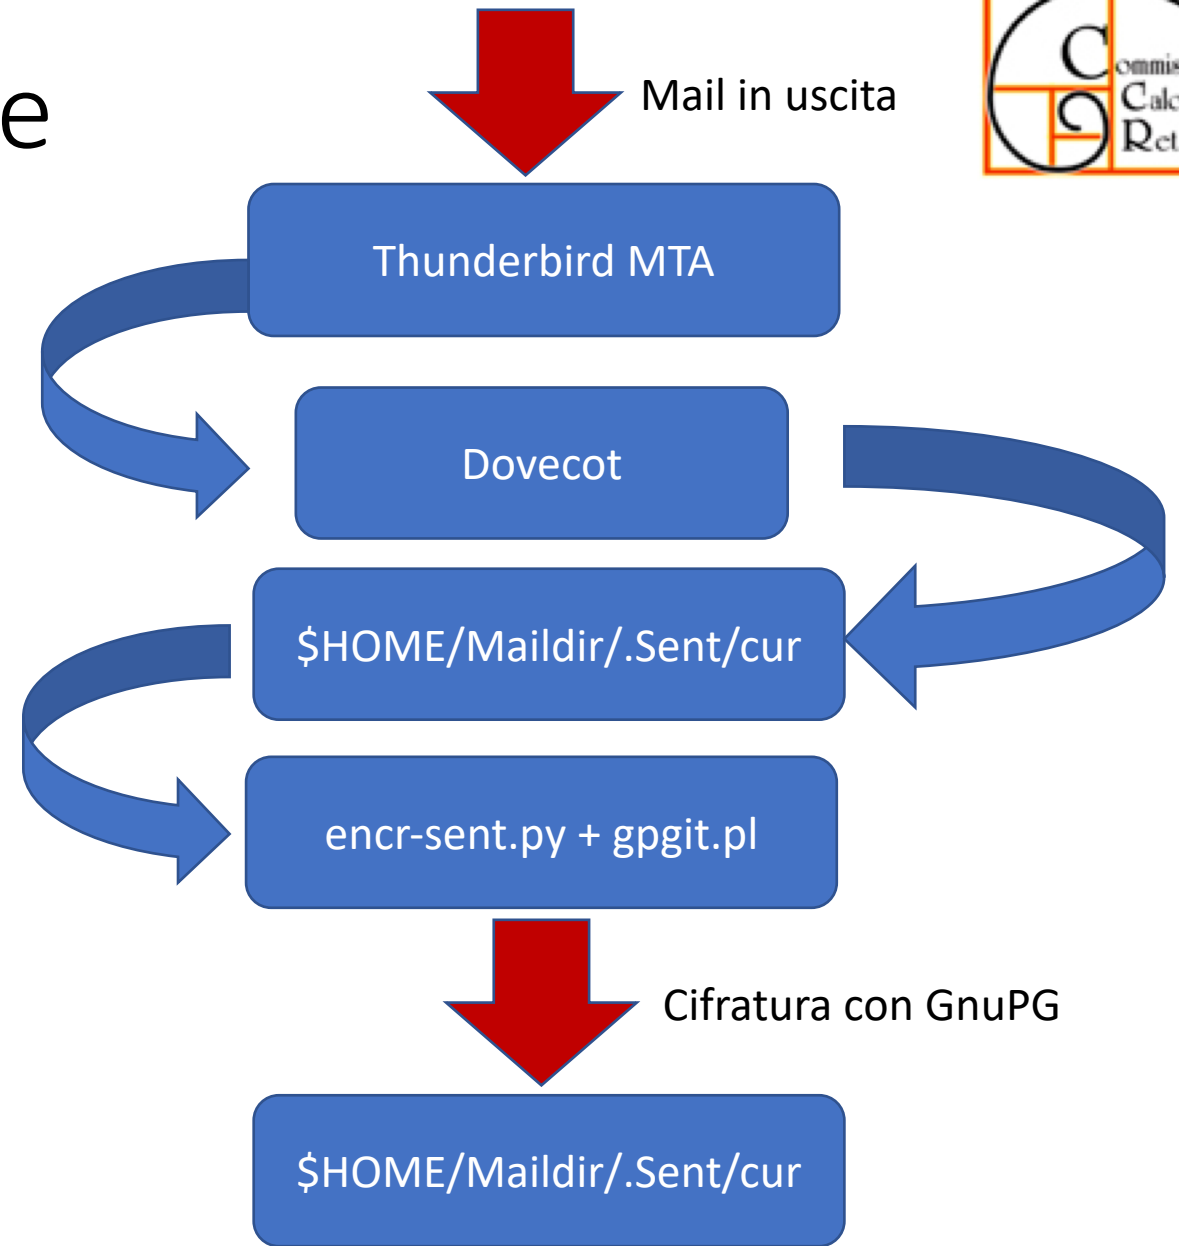 e
Mail in uscita
Thunderbird MTA
Dovecot
$HOME/Maildir/.Sent/cur
encr-sent.py + gpgit.pl
Cifratura con GnuPG
$HOME/Maildir/.Sent/cur